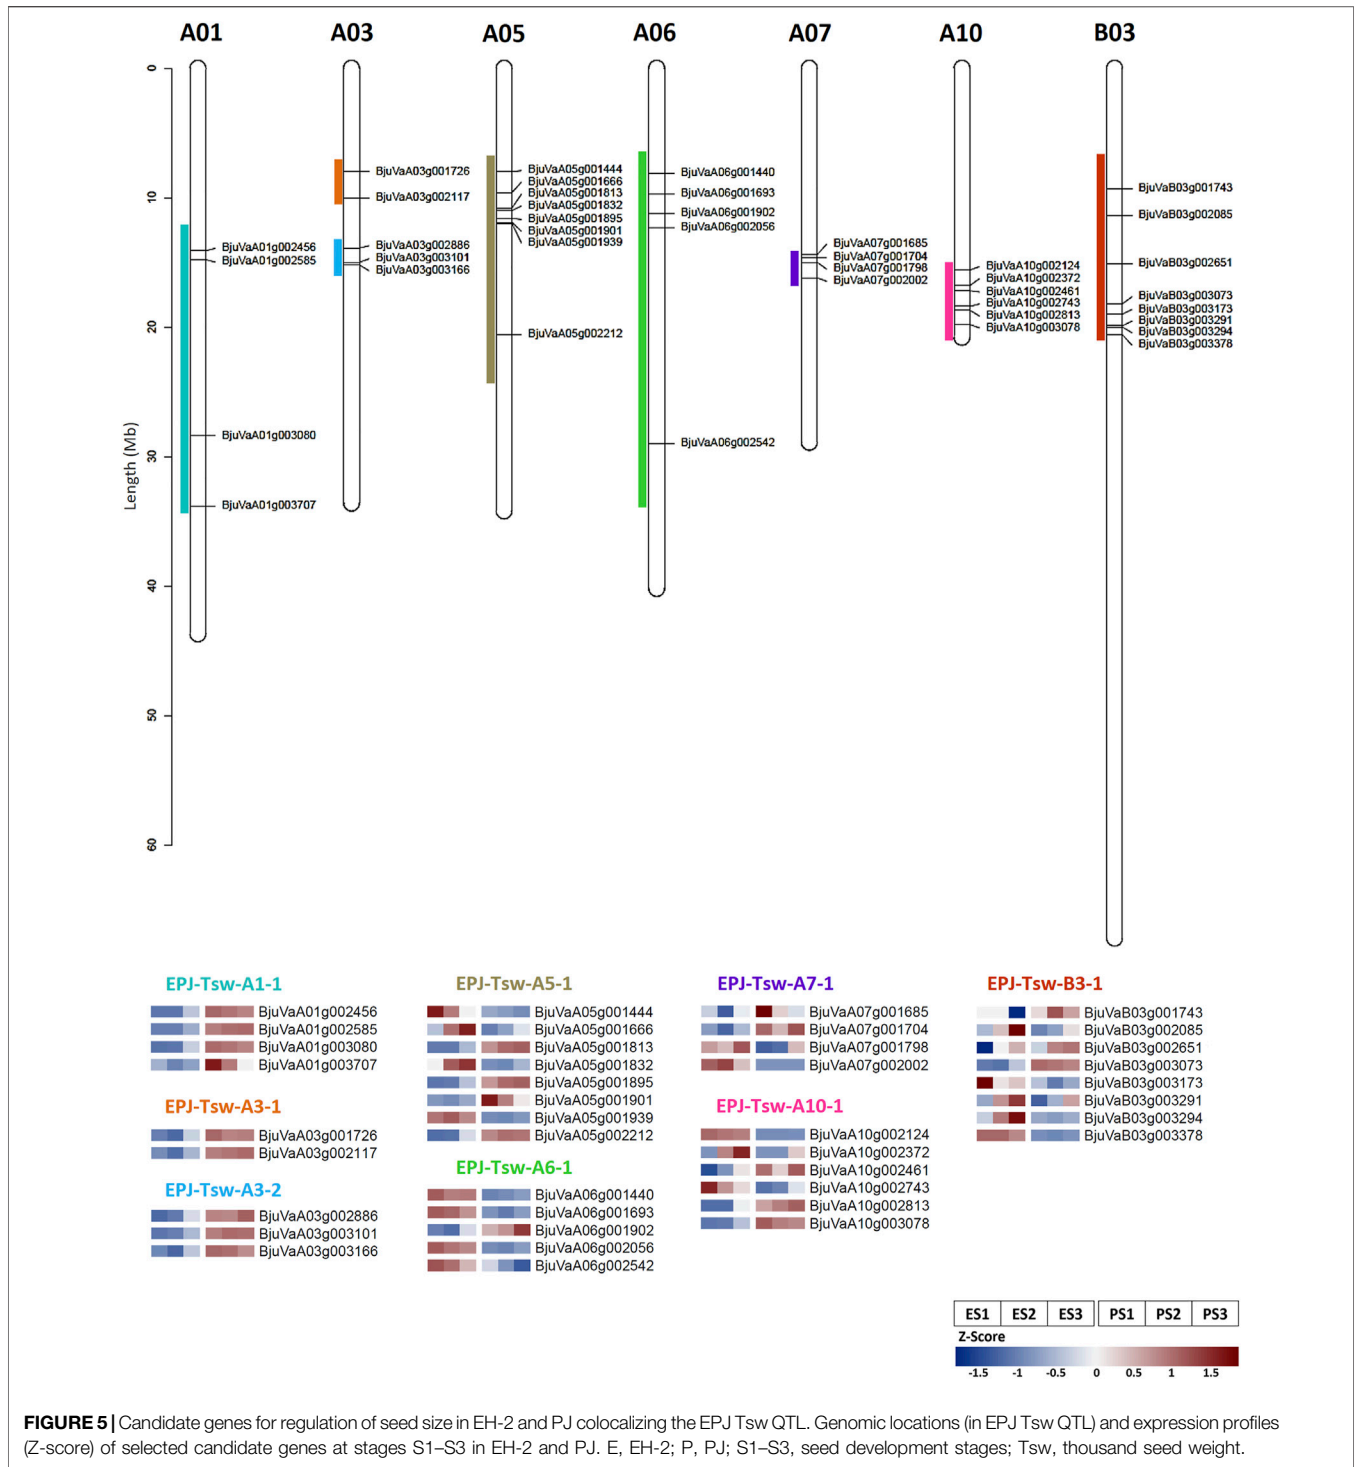 A01 A03 A05 A06 A07 A10 B03
0
10
20
30
40
50
60
Length (Mb)
BjuVaA01g002456
BjuVaA01g002585
BjuVaA01g003080
BjuVaA01g003707
BjuVaA03g001726
BjuVaA03g002117
BjuVaA03g002886
BjuVaA03g003101
BjuVaA03g003166
BjuVaA05g001444
BjuVaA05g001666
BjuVaA05g001813
BjuVaA05g001832
BjuVaA05g001895
BjuVaA05g001901
BjuVaA05g001939
BjuVaA05g002212
BjuVaA06g001440
BjuVaA06g001693
BjuVaA06g001902
BjuVaA06g002056
BjuVaA06g002542
BjuVaA07g001685
BjuVaA07g001704
BjuVaA07g001798
BjuVaA07g002002
BjuVaA10g002124
BjuVaA10g002372
BjuVaA10g002461
BjuVaA10g002743
BjuVaA10g002813
BjuVaA10g003078
BjuVaB03g001743
BjuVaB03g002085
BjuVaB03g002651
BjuVaB03g003073
BjuVaB03g003173
BjuVaB03g003291
BjuVaB03g003294
BjuVaB03g003378
EPJ-Tsw-A1-1
BjuVaA01g002456
BjuVaA01g002585
BjuVaA01g003080
BjuVaA01g003707
EPJ-Tsw-A3-1
BjuVaA03g001726
BjuVaA03g002117
EPJ-Tsw-A3-2
BjuVaA03g002886
BjuVaA03g003101
BjuVaA03g003166
EPJ-Tsw-A5-1
BjuVaA05g001444
BjuVaA05g001666
BjuVaA05g001813
BjuVaA05g001832
BjuVaA05g001895
BjuVaA05g001901
BjuVaA05g001939
BjuVaA05g002212
EPJ-Tsw-A6-1
BjuVaA06g001440
BjuVaA06g001693
BjuVaA06g001902
BjuVaA06g002056
BjuVaA06g002542
EPJ-Tsw-A7-1
BjuVaA07g001685
BjuVaA07g001704
BjuVaA07g001798
BjuVaA07g002002
EPJ-Tsw-A10-1
BjuVaA10g002124
BjuVaA10g002372
BjuVaA10g002461
BjuVaA10g002743
BjuVaA10g002813
BjuVaA10g003078
EPJ-Tsw-B3-1
BjuVaB03g001743
BjuVaB03g002085
BjuVaB03g002651
BjuVaB03g003073
BjuVaB03g003173
BjuVaB03g003291
BjuVaB03g003294
BjuVaB03g003378
ES1 ES2 ES3 PS1 PS2 PS3
Z-Score
-1.5 -1 -0.5 0 0.5 1 1.5
FIGURE 5 | Candidate genes for regulation of seed size in EH-2 and PJ colocalizing the EPJ Tsw QTL. Genomic locations (in EPJ Tsw QTL) and expression profiles
(Z-score) of selected candidate genes at stages S1–S3 in EH-2 and PJ. E, EH-2; P, PJ; S1–S3, seed development stages; Tsw, thousand seed weight.